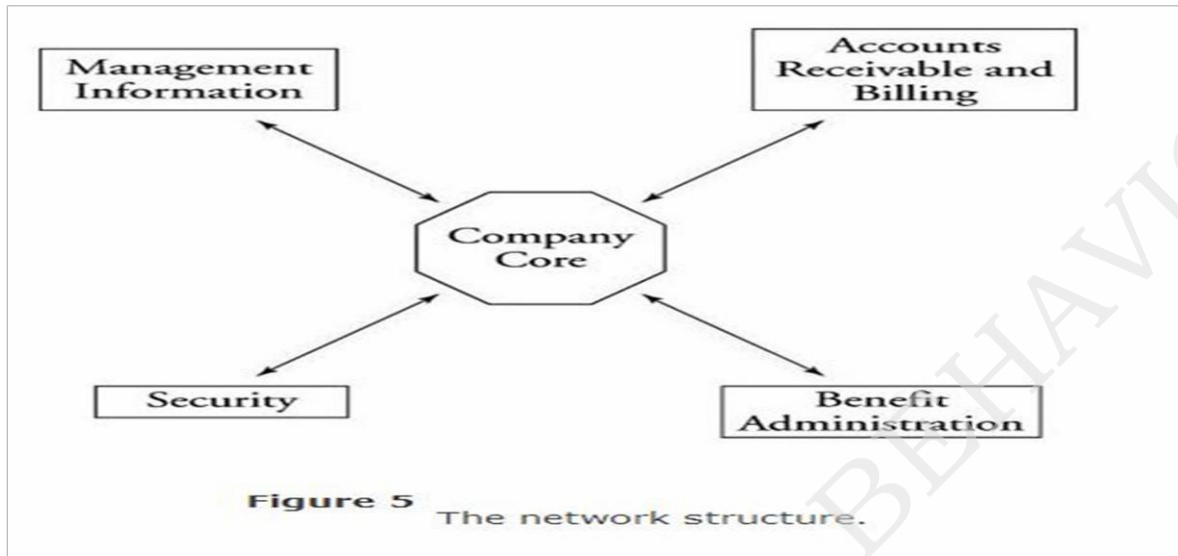 Management
Information
Accounts
Receivable and
Billing
Company
Core
Security
Benefit
Administration
Figure 5 The network structure.